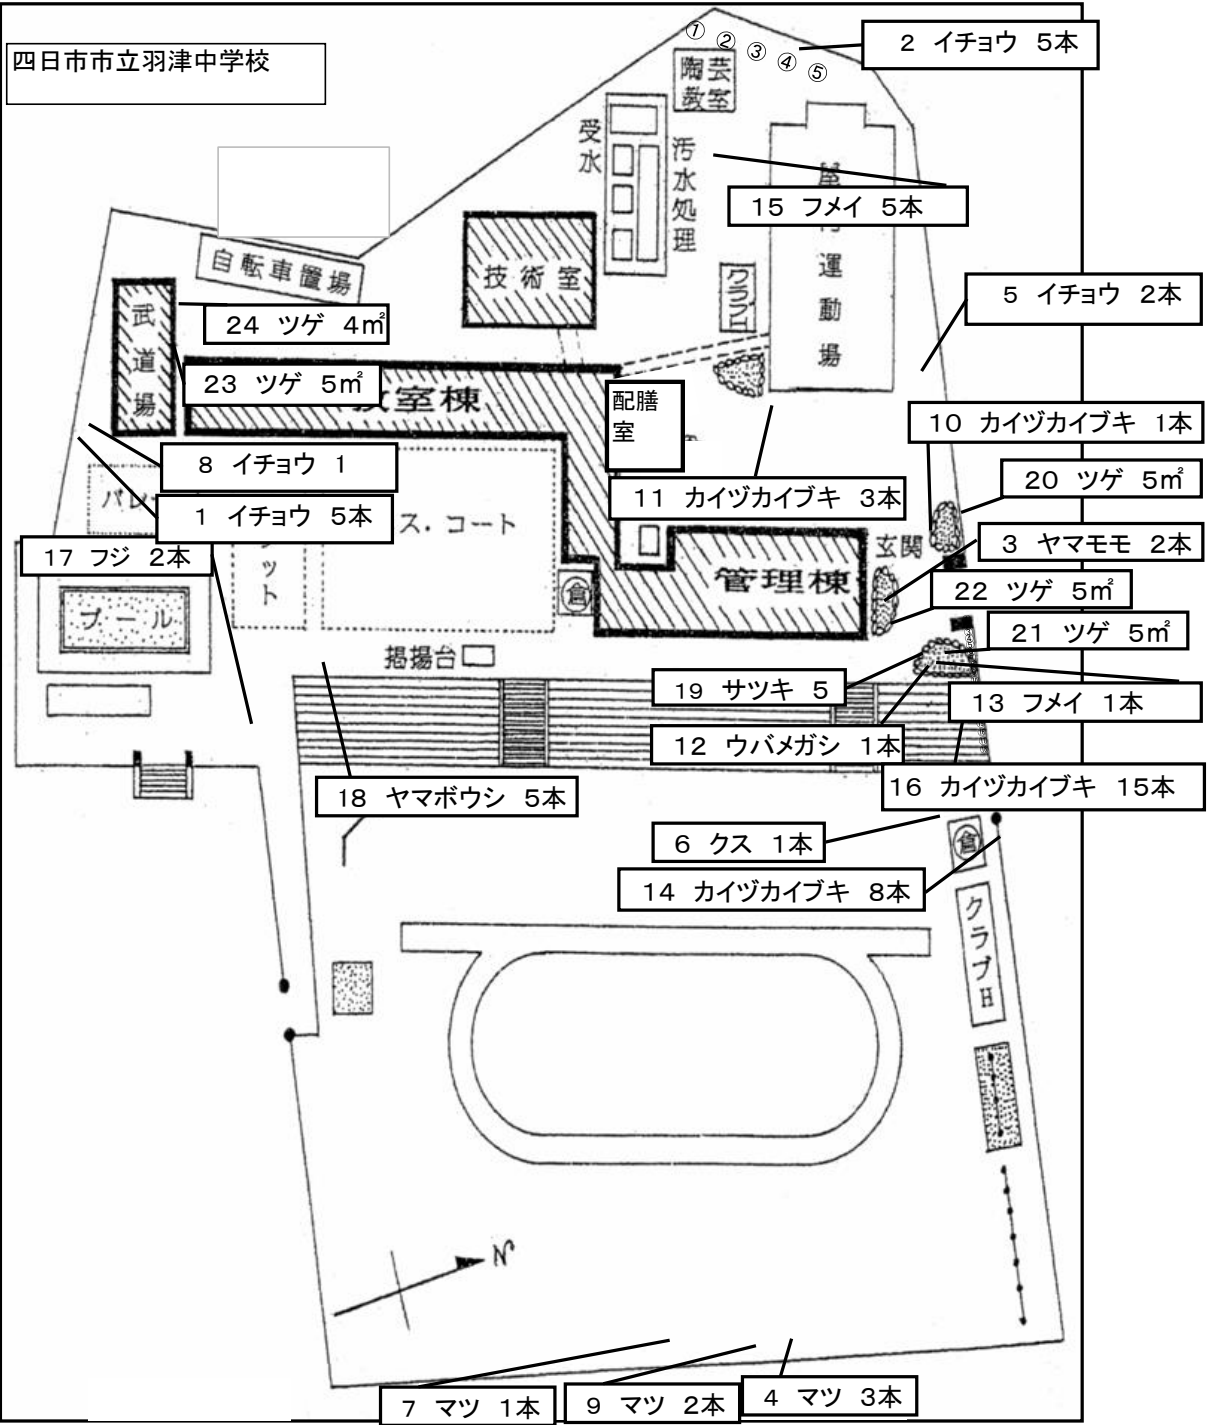 四日市市立羽津中学校
①
②
③
④
⑤
2 イチョウ 5本
陶芸
教室
受水
汚水処理
15 フメイ 5本
運動場
技術室
クラブH
自転車置場
武道場
24 ツゲ 4㎡
5 イチョウ 2本
23 ツゲ 5㎡
教室棟
配膳
室
10 カイヅカイブキ 1本
8 イチョウ 1
20 ツゲ 5㎡
11 カイヅカイブキ 3本
バレー
1 イチョウ 5本
ス・コート
ット
17 フジ 2本
玄関
3 ヤマモモ 2本
管理棟
倉
22 ツゲ 5㎡
プール
21 ツゲ 5㎡
掲揚台
19 サツキ 5
13 フメイ 1本
12 ウバメガシ 1本
18 ヤマボウシ 5本
16 カイヅカイブキ 15本
6 クス 1本
倉
14 カイヅカイブキ 8本
クラブH
N
7 マツ 1本
9 マツ 2本
4 マツ 3本